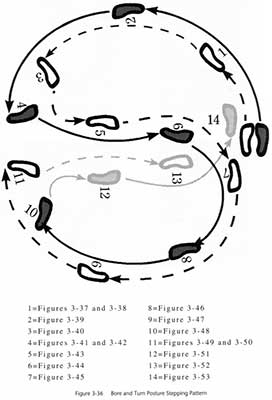 2
1
3
4
5
6
14
7
11
12
13
10
8
9
1=Figures 3-37 and 3-38
2=Figure 3-39
3=Figure 3-40
4=Figures 3-41 and 3-42
5=Figure 3-43
6=Figure 3-44
7=Figure 3-45
8=Figure 3-46
9=Figure 3-47
10=Figure 3-48
11=Figures 3-49 and 3-50
12=Figure 3-51
13=Figure 3-52
14=Figure 3-53
Figure 3-36 Bore and Turn Posture Stepping Pattern